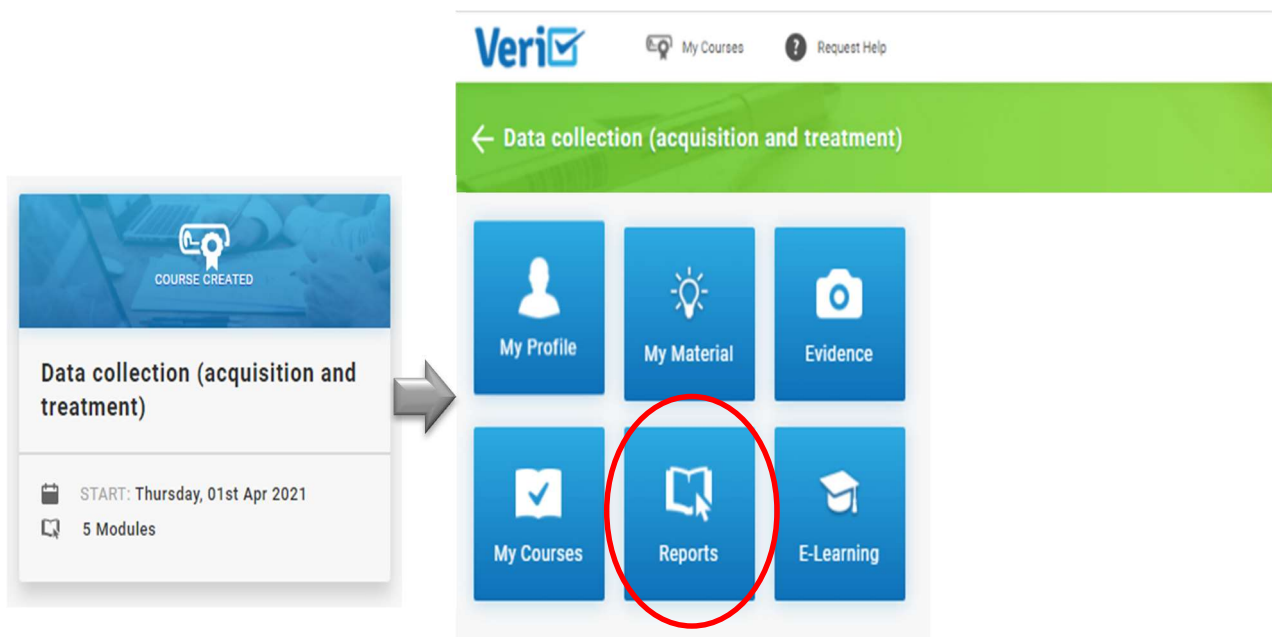 COURSE CREATED
Data collection (acquisition and
treatment)
START: Thursday, 01st Apr 2021
5 Modules
Veri
My Courses
? Request Help
Data collection (acquisition and treatment)
My Profile
My Material
Evidence
My Courses
Reports
E-Learning